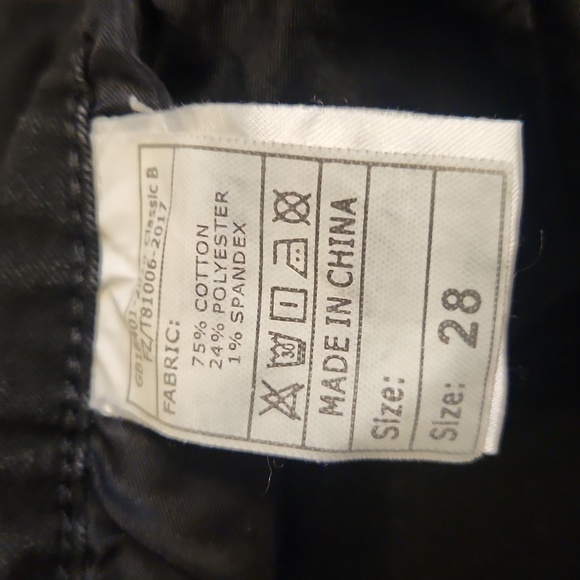 Classic B
FZ/T81006-2017
FABRIC:
75% COTTON
24% POLYESTER
1% SPANDEX
30
MADE IN CHINA
Size:
Size: 28